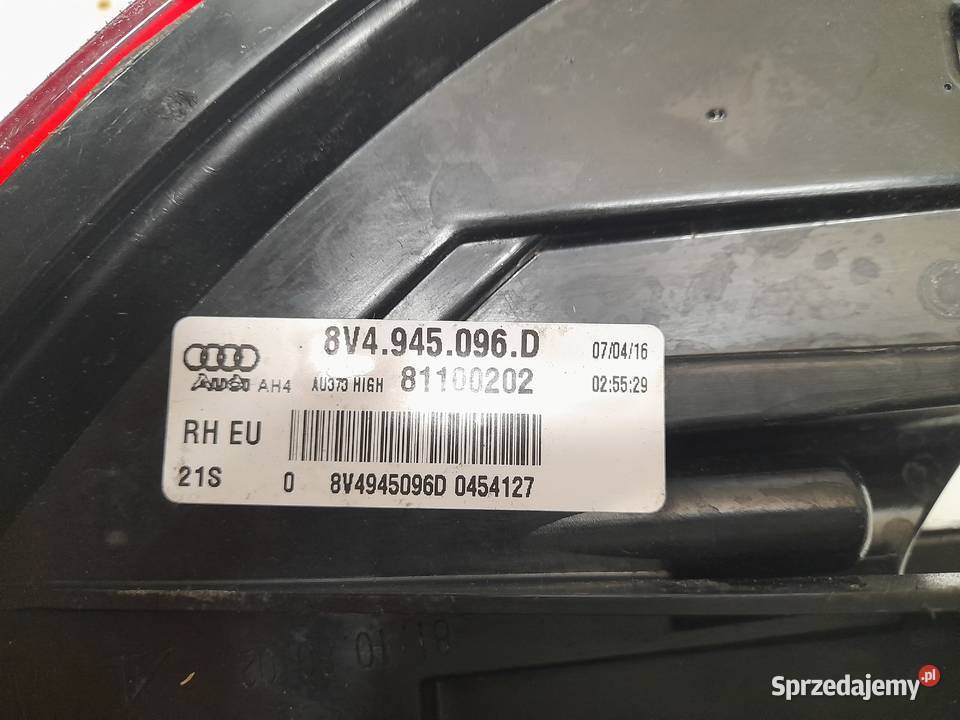 8V4.945.096.D
07/04/16
Audi AH4 AU373 HIGH 81100202
02:55:29
RH EU
21S 0 8V4945096D 0454127
Sprzedajemy.pl